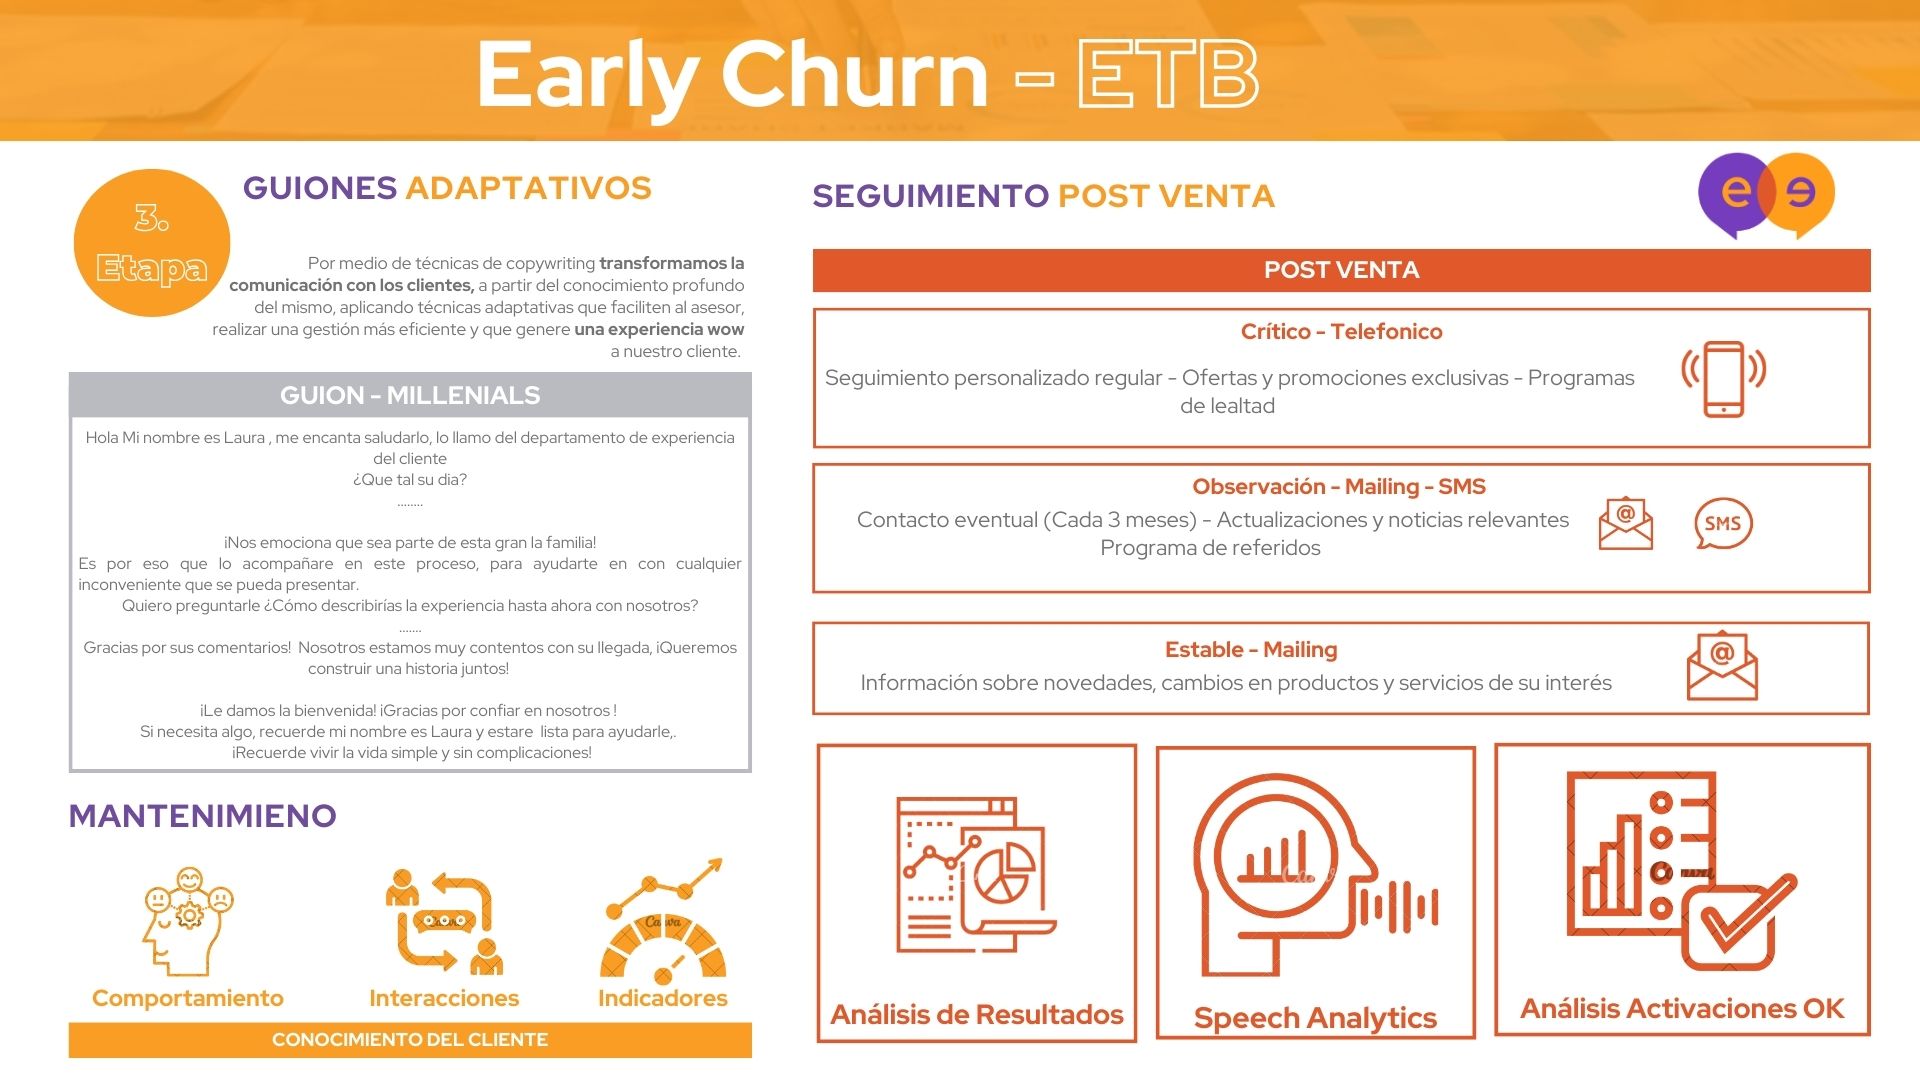 Early Churn - ETB
3.
Etapa
GUIONES ADAPTATIVOS
Por medio de técnicas de copywriting transformamos la
comunicación con los clientes, a partir del conocimiento profundo
del mismo, aplicando técnicas adaptativas que faciliten al asesor,
realizar una gestión más eficiente y que genere una experiencia wow
a nuestro cliente.
GUION - MILLENIALS
Hola Mi nombre es Laura , me encanta saludarlo, lo llamo del departamento de experiencia
del cliente
¿Que tal su dia?
........
¡Nos emociona que sea parte de esta gran la familia!
Es por eso que lo acompañare en este proceso, para ayudarte en con cualquier
inconveniente que se pueda presentar.
Quiero preguntarle ¿Cómo describirías la experiencia hasta ahora con nosotros?
.......
Gracias por sus comentarios! Nosotros estamos muy contentos con su llegada, ¡Queremos
construir una historia juntos!
¡Le damos la bienvenida! ¡Gracias por confiar en nosotros !
Si necesita algo, recuerde mi nombre es Laura y estare lista para ayudarle,.
¡Recuerde vivir la vida simple y sin complicaciones!
MANTENIMIENO
Canva
Canva
Comportamiento
Interacciones
Indicadores
CONOCIMIENTO DEL CLIENTE
SEGUIMIENTO POST VENTA
e e
POST VENTA
Crítico - Telefonico
Seguimiento personalizado regular - Ofertas y promociones exclusivas - Programas
de lealtad
Observación - Mailing - SMS
Contacto eventual (Cada 3 meses) - Actualizaciones y noticias relevantes
Programa de referidos
@
SMS
Estable - Mailing
Información sobre novedades, cambios en productos y servicios de su interés
@
Canva
Canva
Análisis de Resultados
Speech Analytics
Análisis Activaciones OK